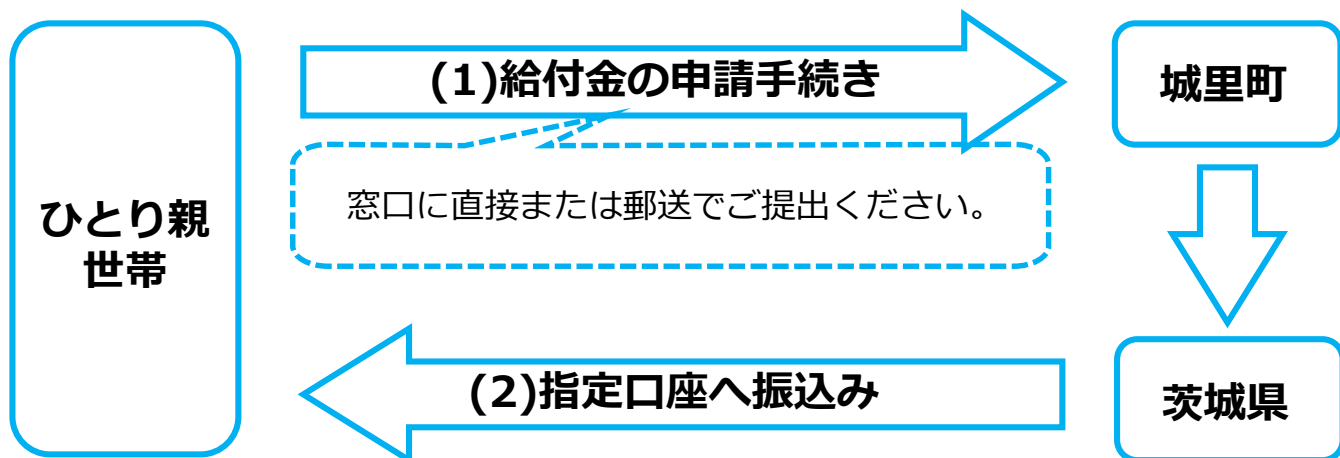 (1)給付金の申請手続き
城里町
窓口に直接または郵送でご提出ください。
ひとり親
世帯
(2)指定口座へ振込み
茨城県